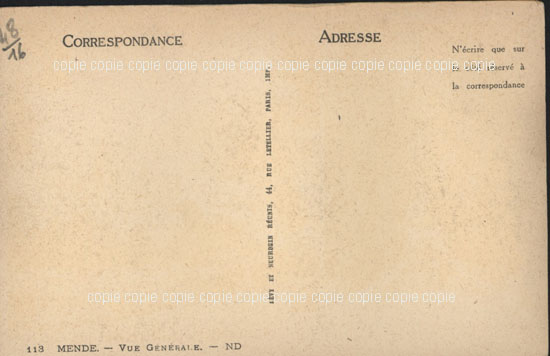 48/16
CORRESPONDANCE
ADRESSE
N'écrire que sur
réservé à
la correspondance
copie copie copie copie copie copie copie copie copie copie copie
LÉVY ET NEURDEIN RÉUNIS, 44, RUE LETELLIER, PARIS, IMP.
copie copie copie copie copie copie copie copie copie copie
113 MENDE. — VUE GÉNÉRALE. — ND